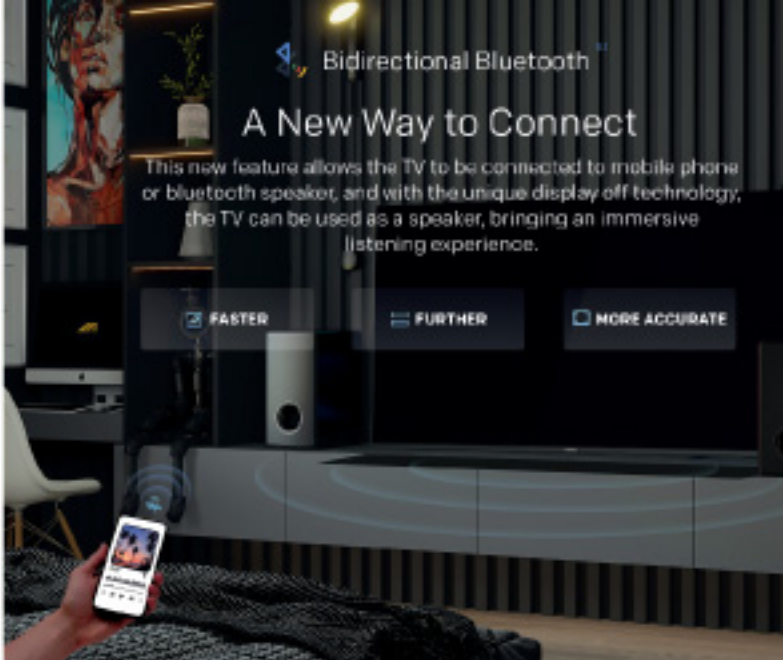 Bidirectional Bluetooth
A New Way to Connect
This new feature allows the TV to be connected to mobile phone
or bluetooth speaker, and with the unique display off technology,
the TV can be used as a speaker, bringing an immersive
listening experience.
FASTER
FURTHER
MORE ACCURATE